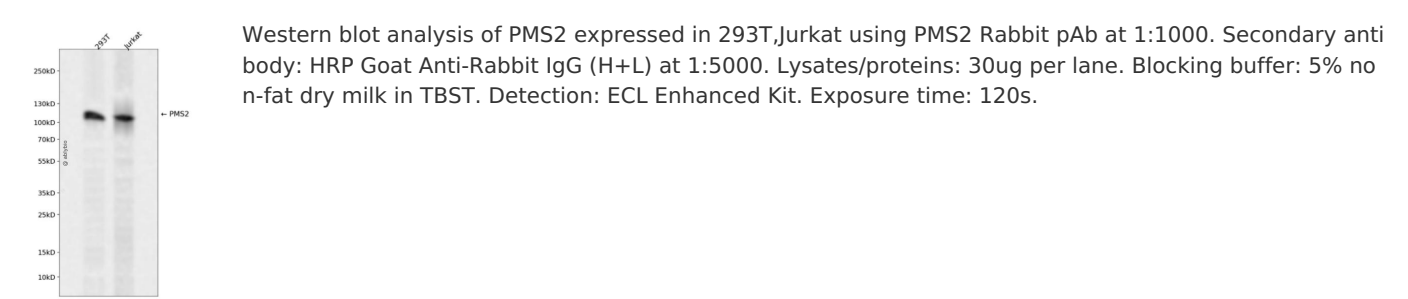 293T Jurkat
250kD
130kD
100kD
70kD
55kD
35kD
25kD
15kD
10kD
← PMS2
Western blot analysis of PMS2 expressed in 293T,Jurkat using PMS2 Rabbit pAb at 1:1000. Secondary anti
body: HRP Goat Anti-Rabbit IgG (H+L) at 1:5000. Lysates/proteins: 30ug per lane. Blocking buffer: 5% no
n-fat dry milk in TBST. Detection: ECL Enhanced Kit. Exposure time: 120s.